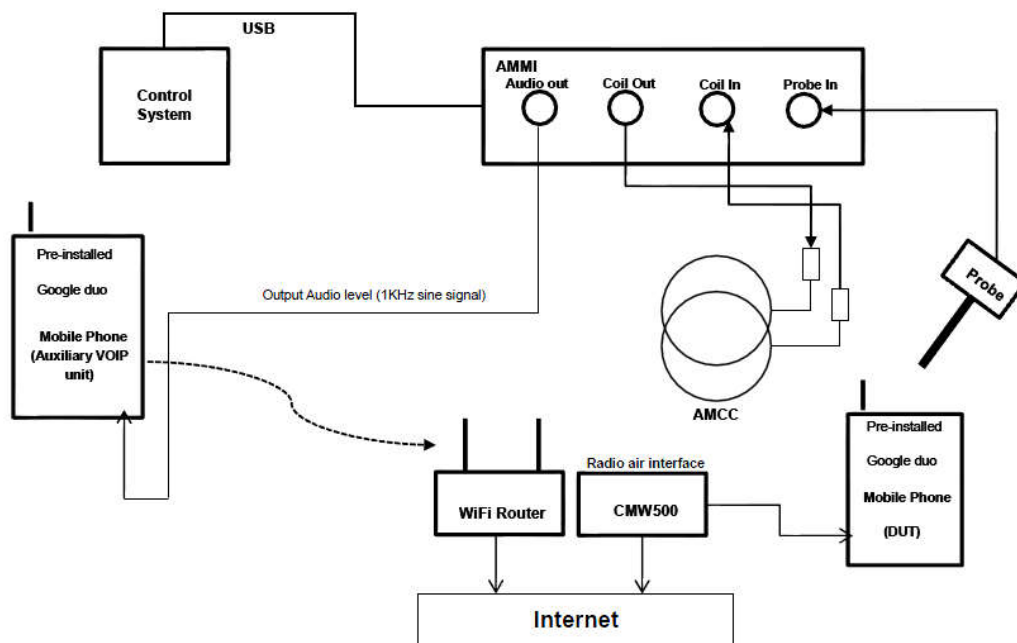 USB
Control
System
AMMI
Audio out
Coil Out
Coil In
Probe In
Pre-installed
Google duo
Mobile Phone
(Auxiliary VOIP
unit)
Output Audio level (1KHz sine signal)
Probe
AMCC
Pre-installed
Google duo
Mobile Phone
(DUT)
Radio air interface
WiFi Router
CMW500
Internet